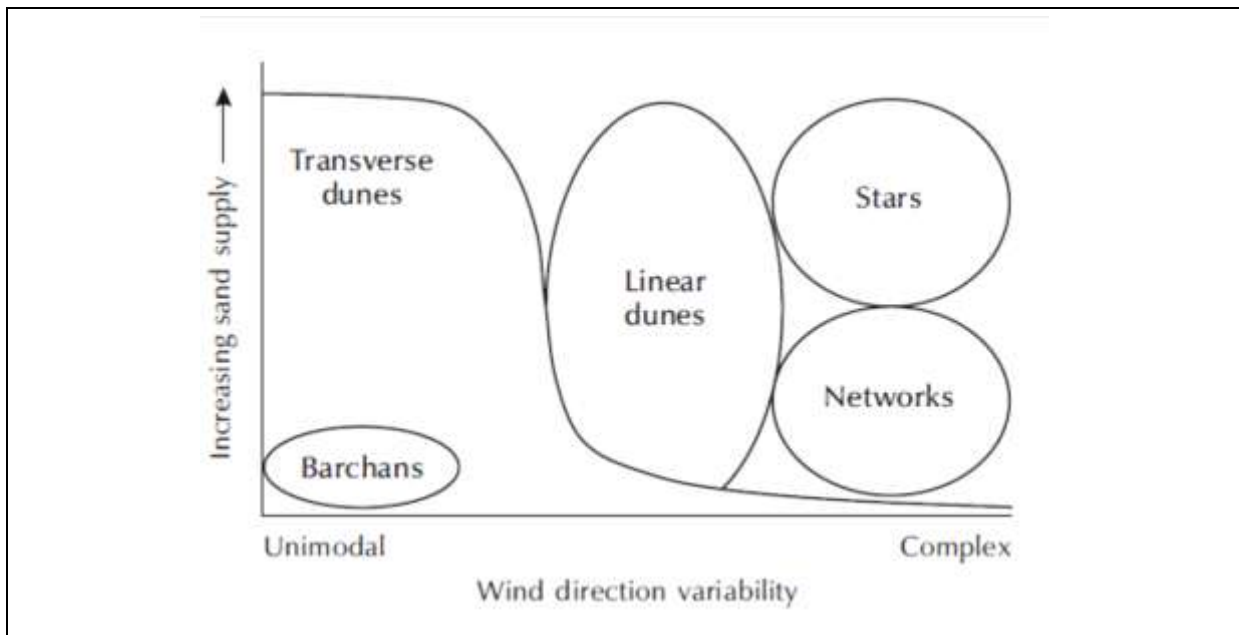 Increasing sand supply
Transverse
dunes
Stars
Linear
dunes
Networks
Barchans
Unimodal
Complex
Wind direction variability